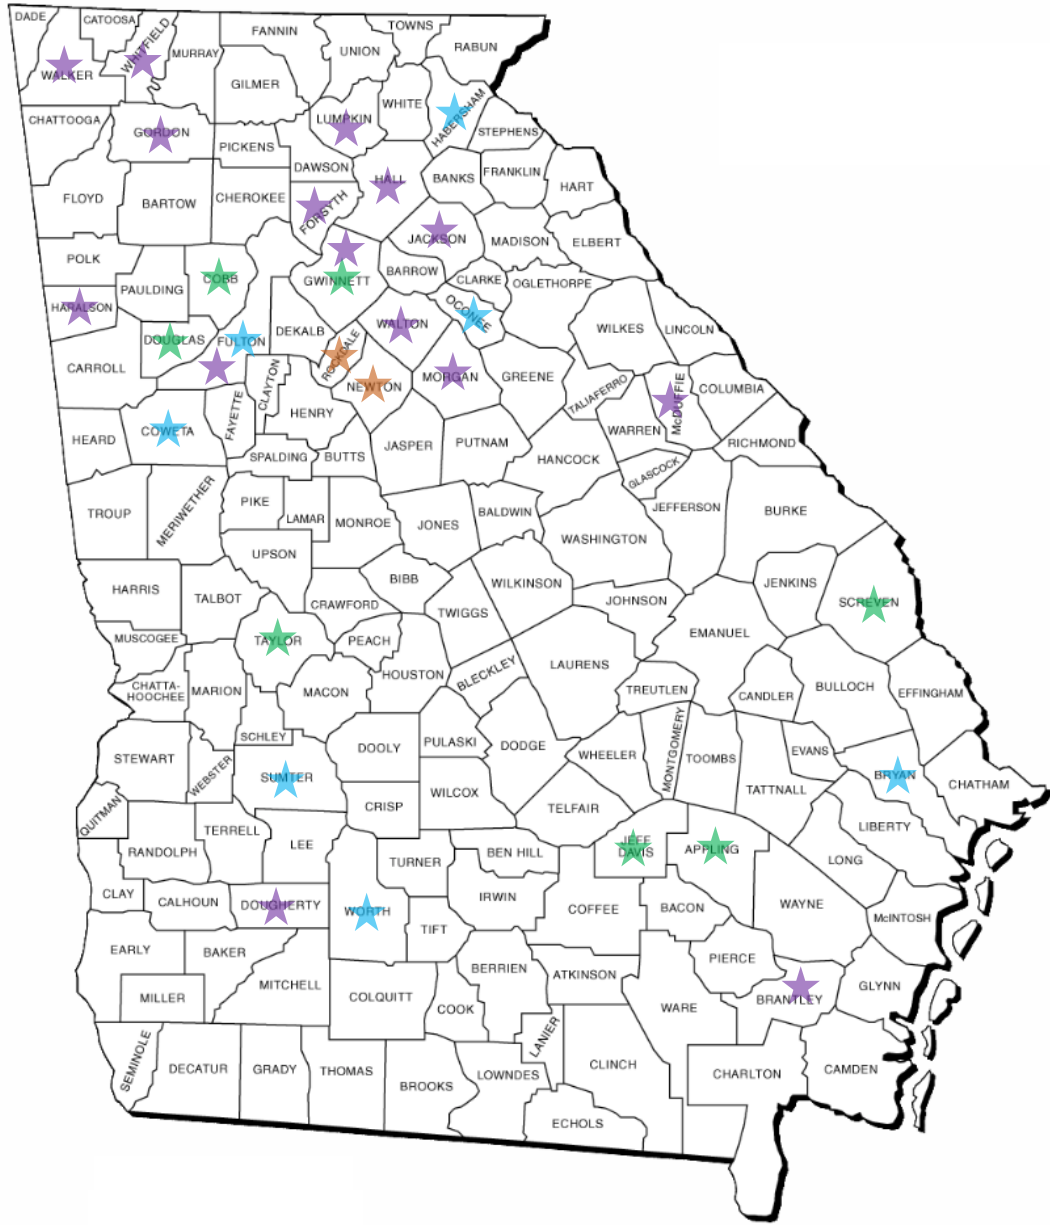 DADE
CATOOSA
WHITFIELD
MURRAY
FANNIN
UNION
TOWNS
RABUN
WALKER
GILMER
LUMPKIN
WHITE
HABERSHAM
STEPHENS
CHATTOOGA
GORDON
PICKENS
DAWSON
HALL
BANKS
FRANKLIN
HART
FLOYD
BARTOW
CHEROKEE
FORSYTH
JACKSON
MADISON
ELBERT
POLK
PAULDING
COBB
GWINNETT
BARROW
CLARKE
OGLETHORPE
OCONEE
HARALSON
DOUGLAS
FULTON
DEKALB
ROCKDALE
WALTON
WILKES
LINCOLN
CARROLL
CLAYTON
NEWTON
MORGAN
GREENE
TALIAFERRO
McDUFFIE
COLUMBIA
HEARD
COWETA
FAYETTE
HENRY
JASPER
PUTNAM
HANCOCK
WARREN
RICHMOND
SPALDING
BUTTS
GLASCOCK
TROUP
MERIWETHER
PIKE
LAMAR
MONROE
JONES
BALDWIN
WASHINGTON
JEFFERSON
BURKE
UPSON
BIBB
WILKINSON
JENKINS
SCREVEN
HARRIS
TALBOT
CRAWFORD
TWIGGS
JOHNSON
EMANUEL
MUSCOGEE
TAYLOR
PEACH
HOUSTON
BLECKLEY
LAURENS
CHATTA-
HOOCHEE
MARION
MACON
TREUTLEN
CANDLER
BULLOCH
EFFINGHAM
STEWART
WEBSTER
SCHLEY
DOOLY
PULASKI
DODGE
WHEELER
MONTGOMERY
TOOMBS
EVANS
TATTNALL
BRYAN
CHATHAM
QUITMAN
SUMTER
CRISP
WILCOX
TELFAIR
LIBERTY
RANDOLPH
TERRELL
LEE
TURNER
BEN HILL
JEFF
DAVIS
APPLING
LONG
CLAY
CALHOUN
DOUGHERTY
WORTH
TIFT
IRWIN
COFFEE
BACON
WAYNE
McINTOSH
EARLY
BAKER
MITCHELL
BERRIEN
ATKINSON
PIERCE
BRANTLEY
GLYNN
MILLER
COLQUITT
COOK
LANIER
WARE
SEMINOLE
DECATUR
GRADY
THOMAS
BROOKS
LOWNDES
CLINCH
CHARLTON
CAMDEN
ECHOLS